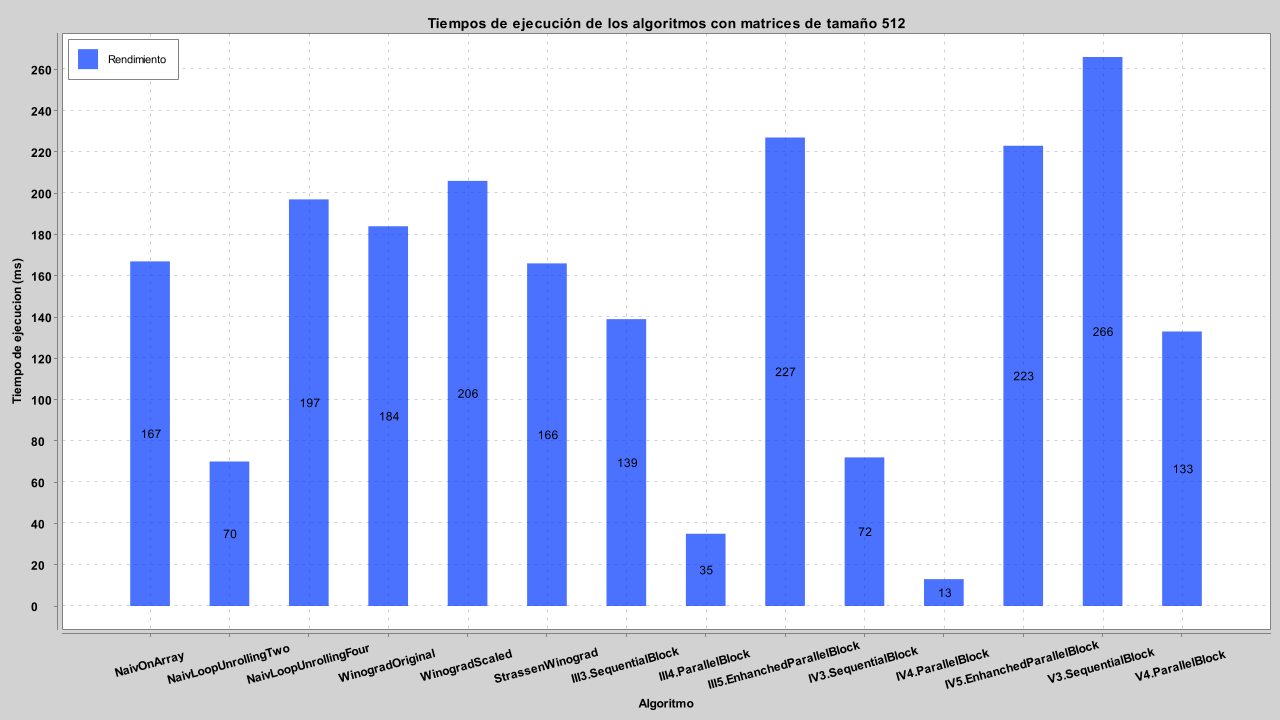 Tiempos de ejecución de los algoritmos con matrices de tamaño 512
Rendimiento
Tiempo de ejecucion (ms)
260
240
220
200
180
160
140
120
100
80
60
40
20
0
167
70
197
184
206
166
139
35
227
72
13
223
266
133
NaivOnArray
NaivLoopUnrollingTwo
NaivLoopUnrollingFour
WinogradOriginal
WinogradScaled
StrassenWinograd
III3.SequentialBlock
III4.ParallelBlock
III5.EnhanchedParallelBlock
IV3.SequentialBlock
IV4.ParallelBlock
IV5.EnhanchedParallelBlock
V3.SequentialBlock
V4.ParallelBlock
Algoritmo